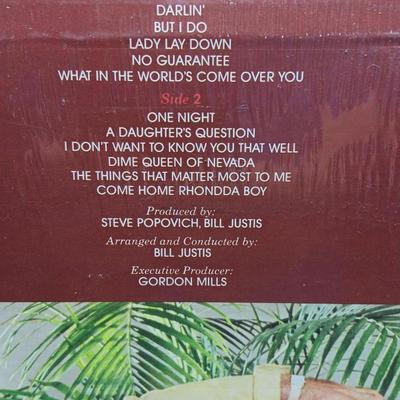 DARLIN'
BUT I DO
LADY LAY DOWN
NO GUARANTEE
WHAT IN THE WORLD'S COME OVER YOU
Side 2
ONE NIGHT
A DAUGHTER'S QUESTION
I DON'T WANT TO KNOW YOU THAT WELL
DIME QUEEN OF NEVADA
THE THINGS THAT MATTER MOST TO ME
COME HOME RHONDDA BOY
Produced by:
STEVE POPOVICH, BILL JUSTIS
Arranged and Conducted by:
BILL JUSTIS
Executive Producer:
GORDON MILLS